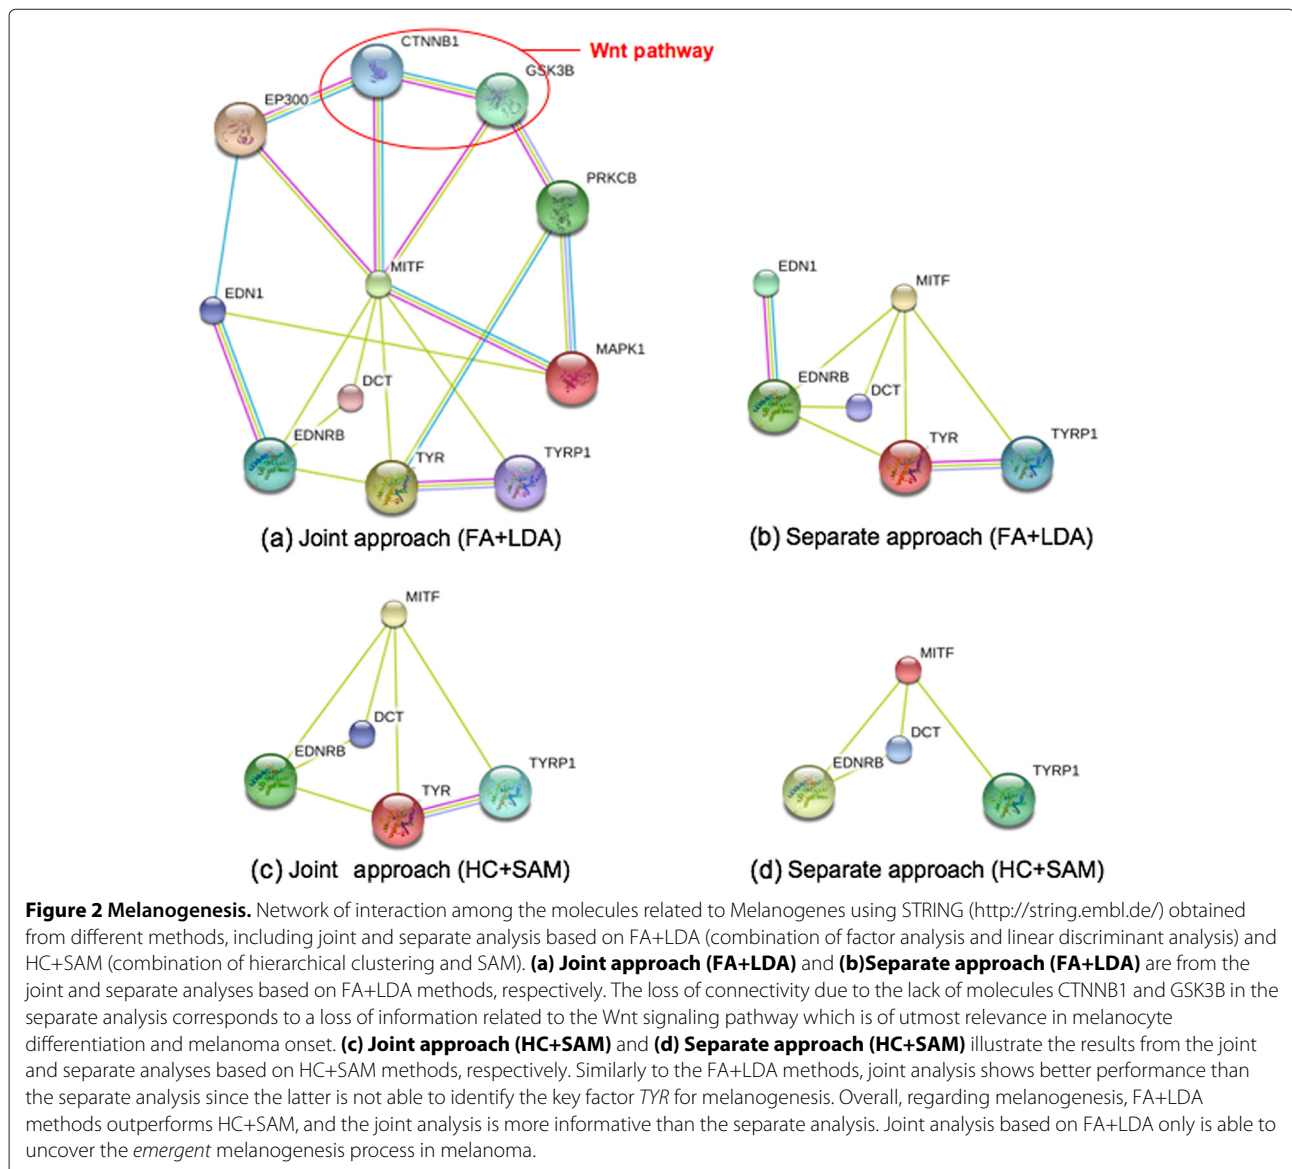 CTNNB1
Wnt pathway
GSK3B
EP300
PRKCB
MITF
EDN1
MAPK1
DCT
EDNRB
TYR
TYRP1
(a) Joint approach (FA+LDA)
EDN1
MITF
EDNRB
DCT
TYR
TYRP1
(b) Separate approach (FA+LDA)
MITF
DCT
EDNRB
TYRP1
TYR
(c) Joint approach (HC+SAM)
MITF
DCT
EDNRB
TYRP1
(d) Separate approach (HC+SAM)
Figure 2 Melanogenesis. Network of interaction among the molecules related to Melanogenes using STRING (http://string.embl.de/) obtained
from different methods, including joint and separate analysis based on FA+LDA (combination of factor analysis and linear discriminant analysis) and
HC+SAM (combination of hierarchical clustering and SAM). (a) Joint approach (FA+LDA) and (b)Separate approach (FA+LDA) are from the
joint and separate analyses based on FA+LDA methods, respectively. The loss of connectivity due to the lack of molecules CTNNB1 and GSK3B in the
separate analysis corresponds to a loss of information related to the Wnt signaling pathway which is of utmost relevance in melanocyte
differentiation and melanoma onset. (c) Joint approach (HC+SAM) and (d) Separate approach (HC+SAM) illustrate the results from the joint
and separate analyses based on HC+SAM methods, respectively. Similarly to the FA+LDA methods, joint analysis shows better performance than
the separate analysis since the latter is not able to identify the key factor TYR for melanogenesis. Overall, regarding melanogenesis, FA+LDA
methods outperforms HC+SAM, and the joint analysis is more informative than the separate analysis. Joint analysis based on FA+LDA only is able to
uncover the emergent melanogenesis process in melanoma.